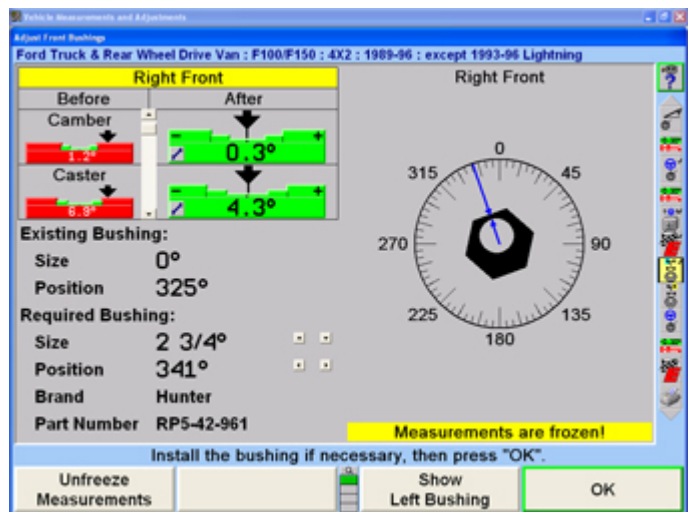 Vehicle Measurements and Adjustments
Adjust Front Bushings
Ford Truck & Rear Wheel Drive Van : F100/F150 : 4X2 : 1989-96 : except 1993-96 Lightning
Right Front
Before After
Camber
1.2° 0.3°
Caster
6.8° 4.3°
Existing Bushing:
Size 0°
Position 325°
Required Bushing:
Size 2 3/4°
Position 341°
Brand Hunter
Part Number RP5-42-961
Right Front
0
315 45
270 90
225 135
180
Measurements are frozen!
Install the bushing if necessary, then press "OK".
Unfreeze Measurements
Show Left Bushing
OK